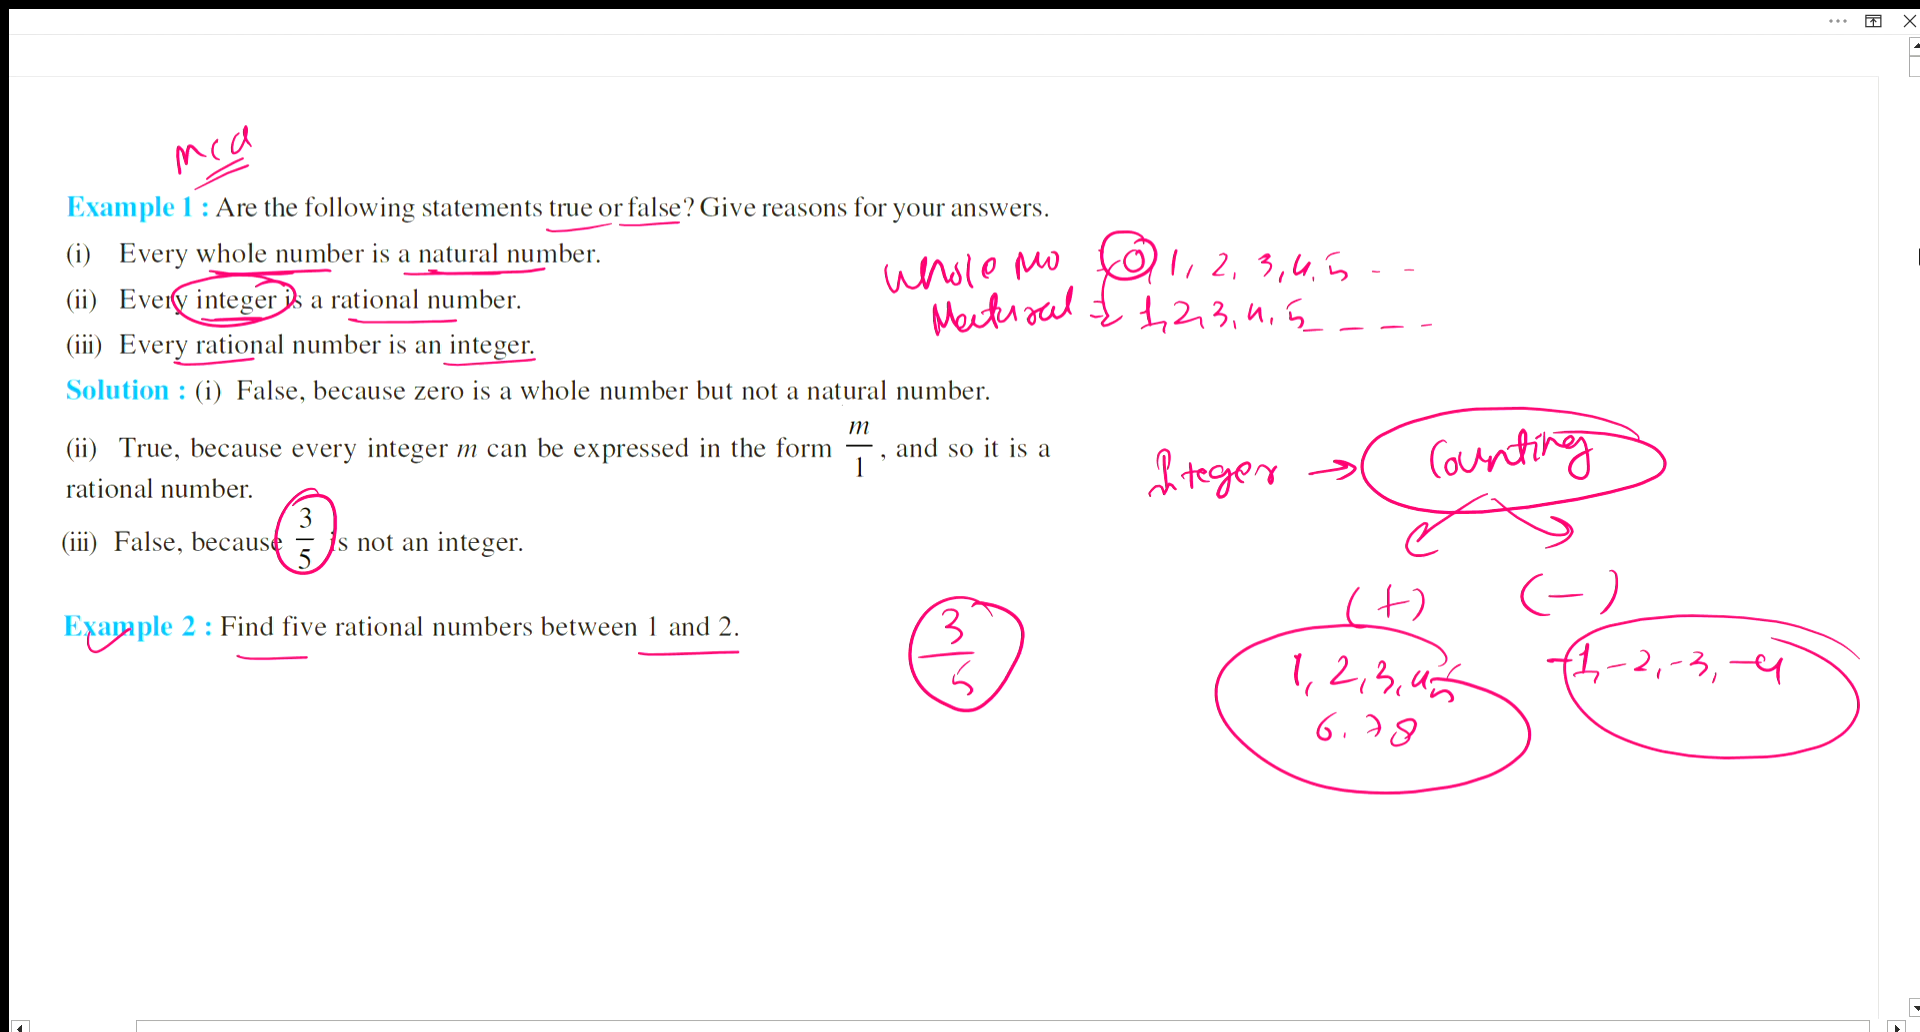 mcd
Example 1 : Are the following statements true or false? Give reasons for your answers.
(i) Every whole number is a natural number.
(ii) Every integer is a rational number.
(iii) Every rational number is an integer.
Solution : (i) False, because zero is a whole number but not a natural number.
(ii) True, because every integer m can be expressed in the form m/1, and so it is a
rational number.
(iii) False, because 3/5 is not an integer.
Example 2 : Find five rational numbers between 1 and 2.
Whole No 0, 1, 2, 3, 4, 5 - -
Natural 1, 2, 3, 4, 5 _ _ _ _
Integer → Counting
(+) (-)
1, 2, 3, 4, 5
6. 7 8
-1, -2, -3, -4
3/5